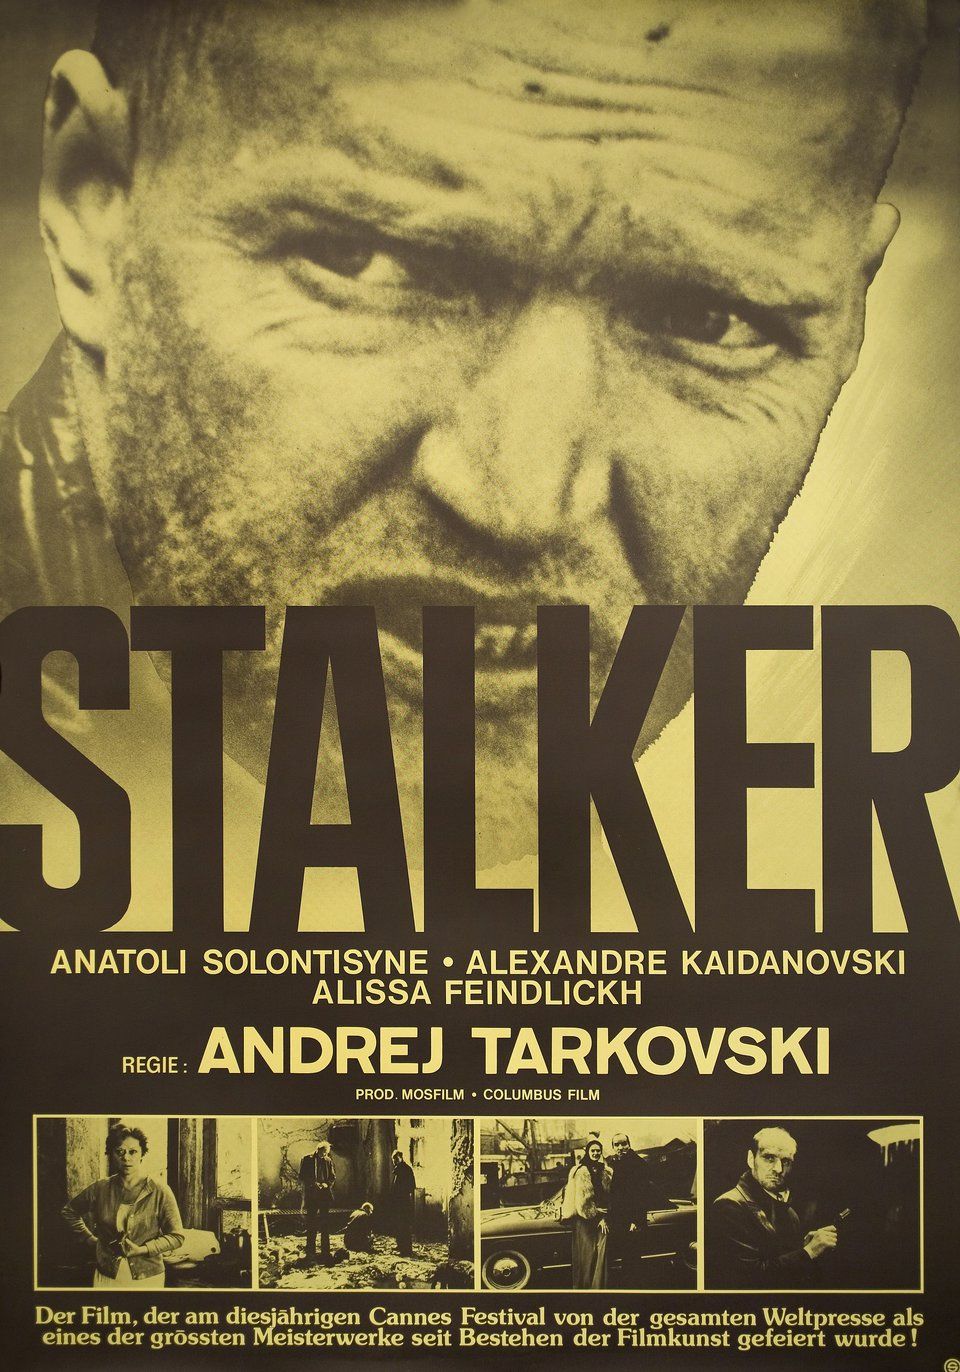 STALKER
ANATOLI SOLONTISYNE • ALEXANDRE KAIDANOVSKI
ALISSA FEINDLICKH
REGIE: ANDREJ TARKOVSKI
PROD. MOSFILM • COLUMBUS FILM
Der Film, der am diesjährigen Cannes Festival von der gesamten Weltpresse als
eines der grössten Meisterwerke seit Bestehen der Filmkunst gefeiert wurde!